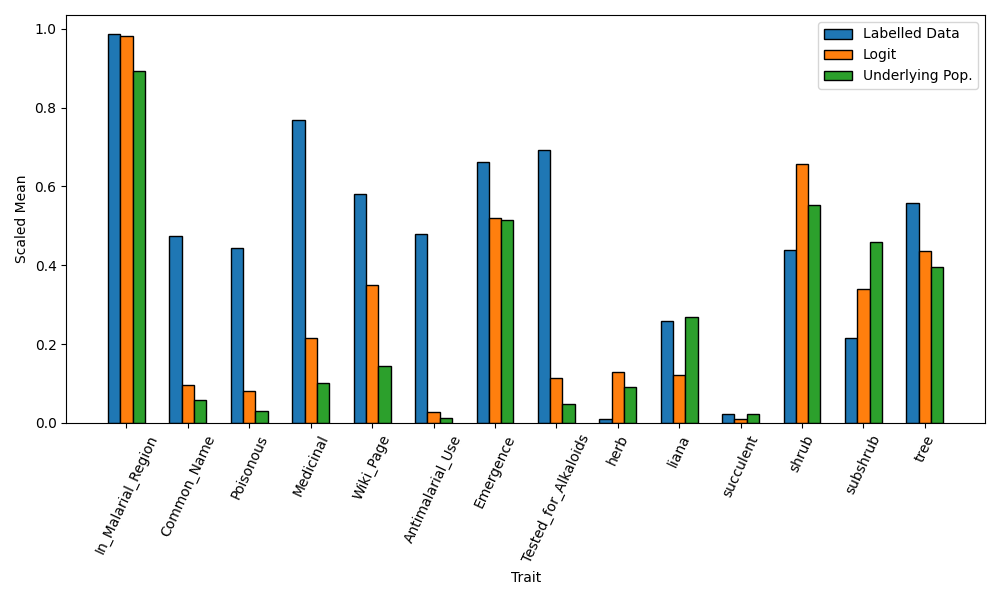 Labelled Data
Logit
Underlying Pop.
Scaled Mean
1.0
0.8
0.6
0.4
0.2
0.0
In_Malarial_Region
Common_Name
Poisonous
Medicinal
Wiki_Page
Antimalarial_Use
Emergence
Tested_for_Alkaloids
herb
liana
succulent
shrub
subshrub
tree
Trait